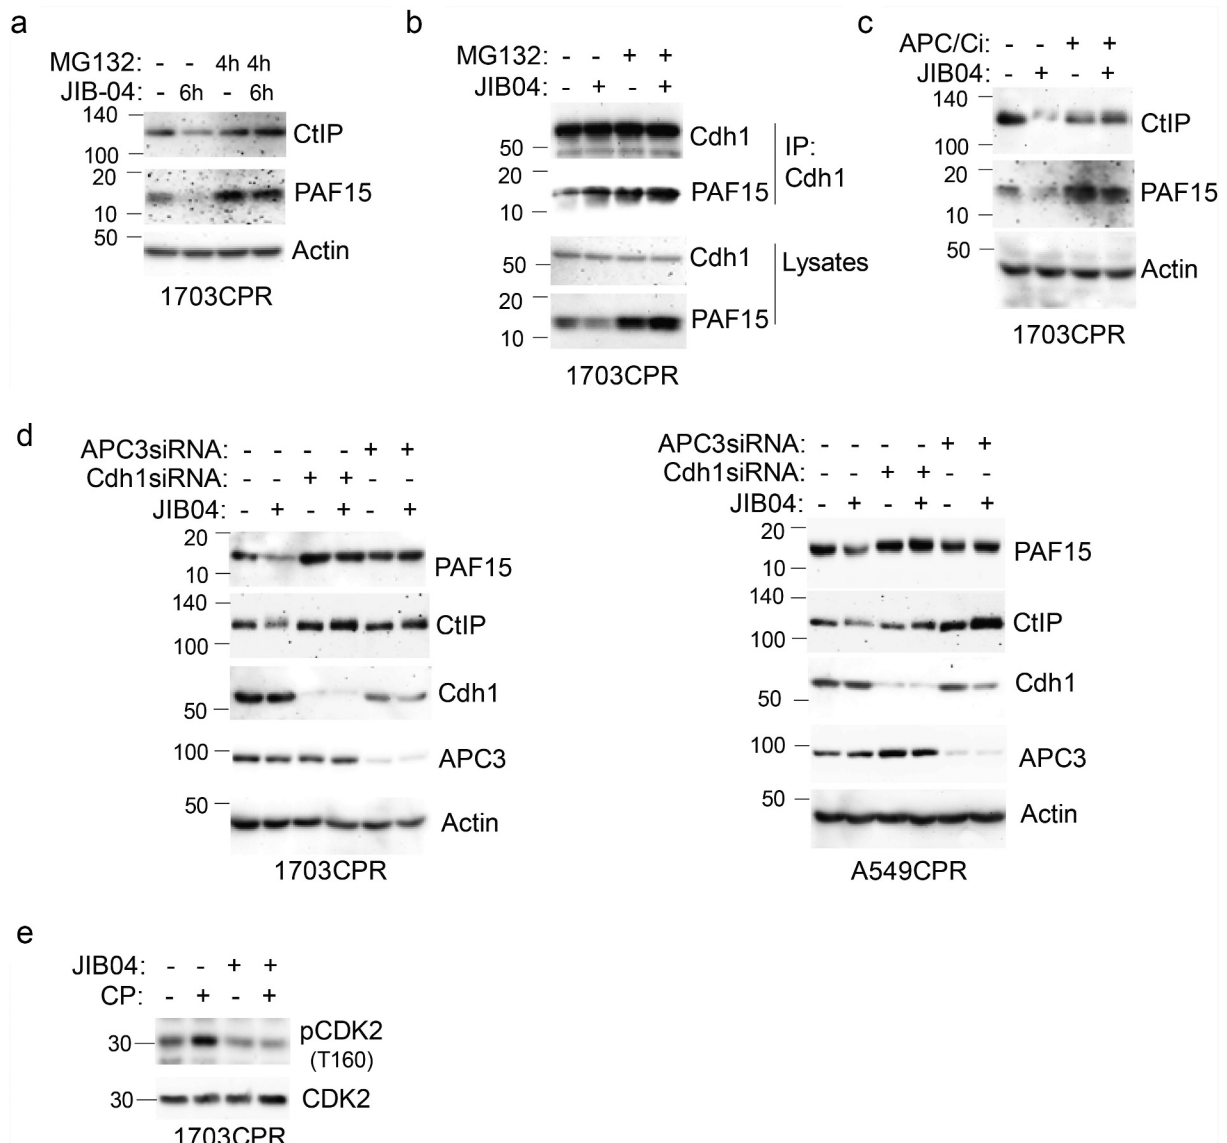 a
MG132: - - 4h 4h
JIB-04: - 6h - 6h
140
CtIP
100
20
PAF15
10
50
Actin
1703CPR
b
MG132: - - + +
JIB04: - + - +
Cdh1
50
IP:
Cdh1
20
PAF15
10
Cdh1
50
Lysates
20
PAF15
10
1703CPR
c
APC/Ci: - - + +
JIB04: - + - +
140
CtIP
100
20
PAF15
10
50
Actin
1703CPR
d
APC3siRNA: - - - - + +
Cdh1siRNA: - - + + - -
JIB04: - + - + - +
20
PAF15
10
140
CtIP
100
Cdh1
50
100
APC3
50
Actin
1703CPR
APC3siRNA: - - - - + +
Cdh1siRNA: - - + + - -
JIB04: - + - + - +
20
PAF15
10
140
CtIP
100
Cdh1
50
100
APC3
50
Actin
A549CPR
e
JIB04: - - + +
CP: - + - +
30
pCDK2
(T160)
30
CDK2
1703CPR